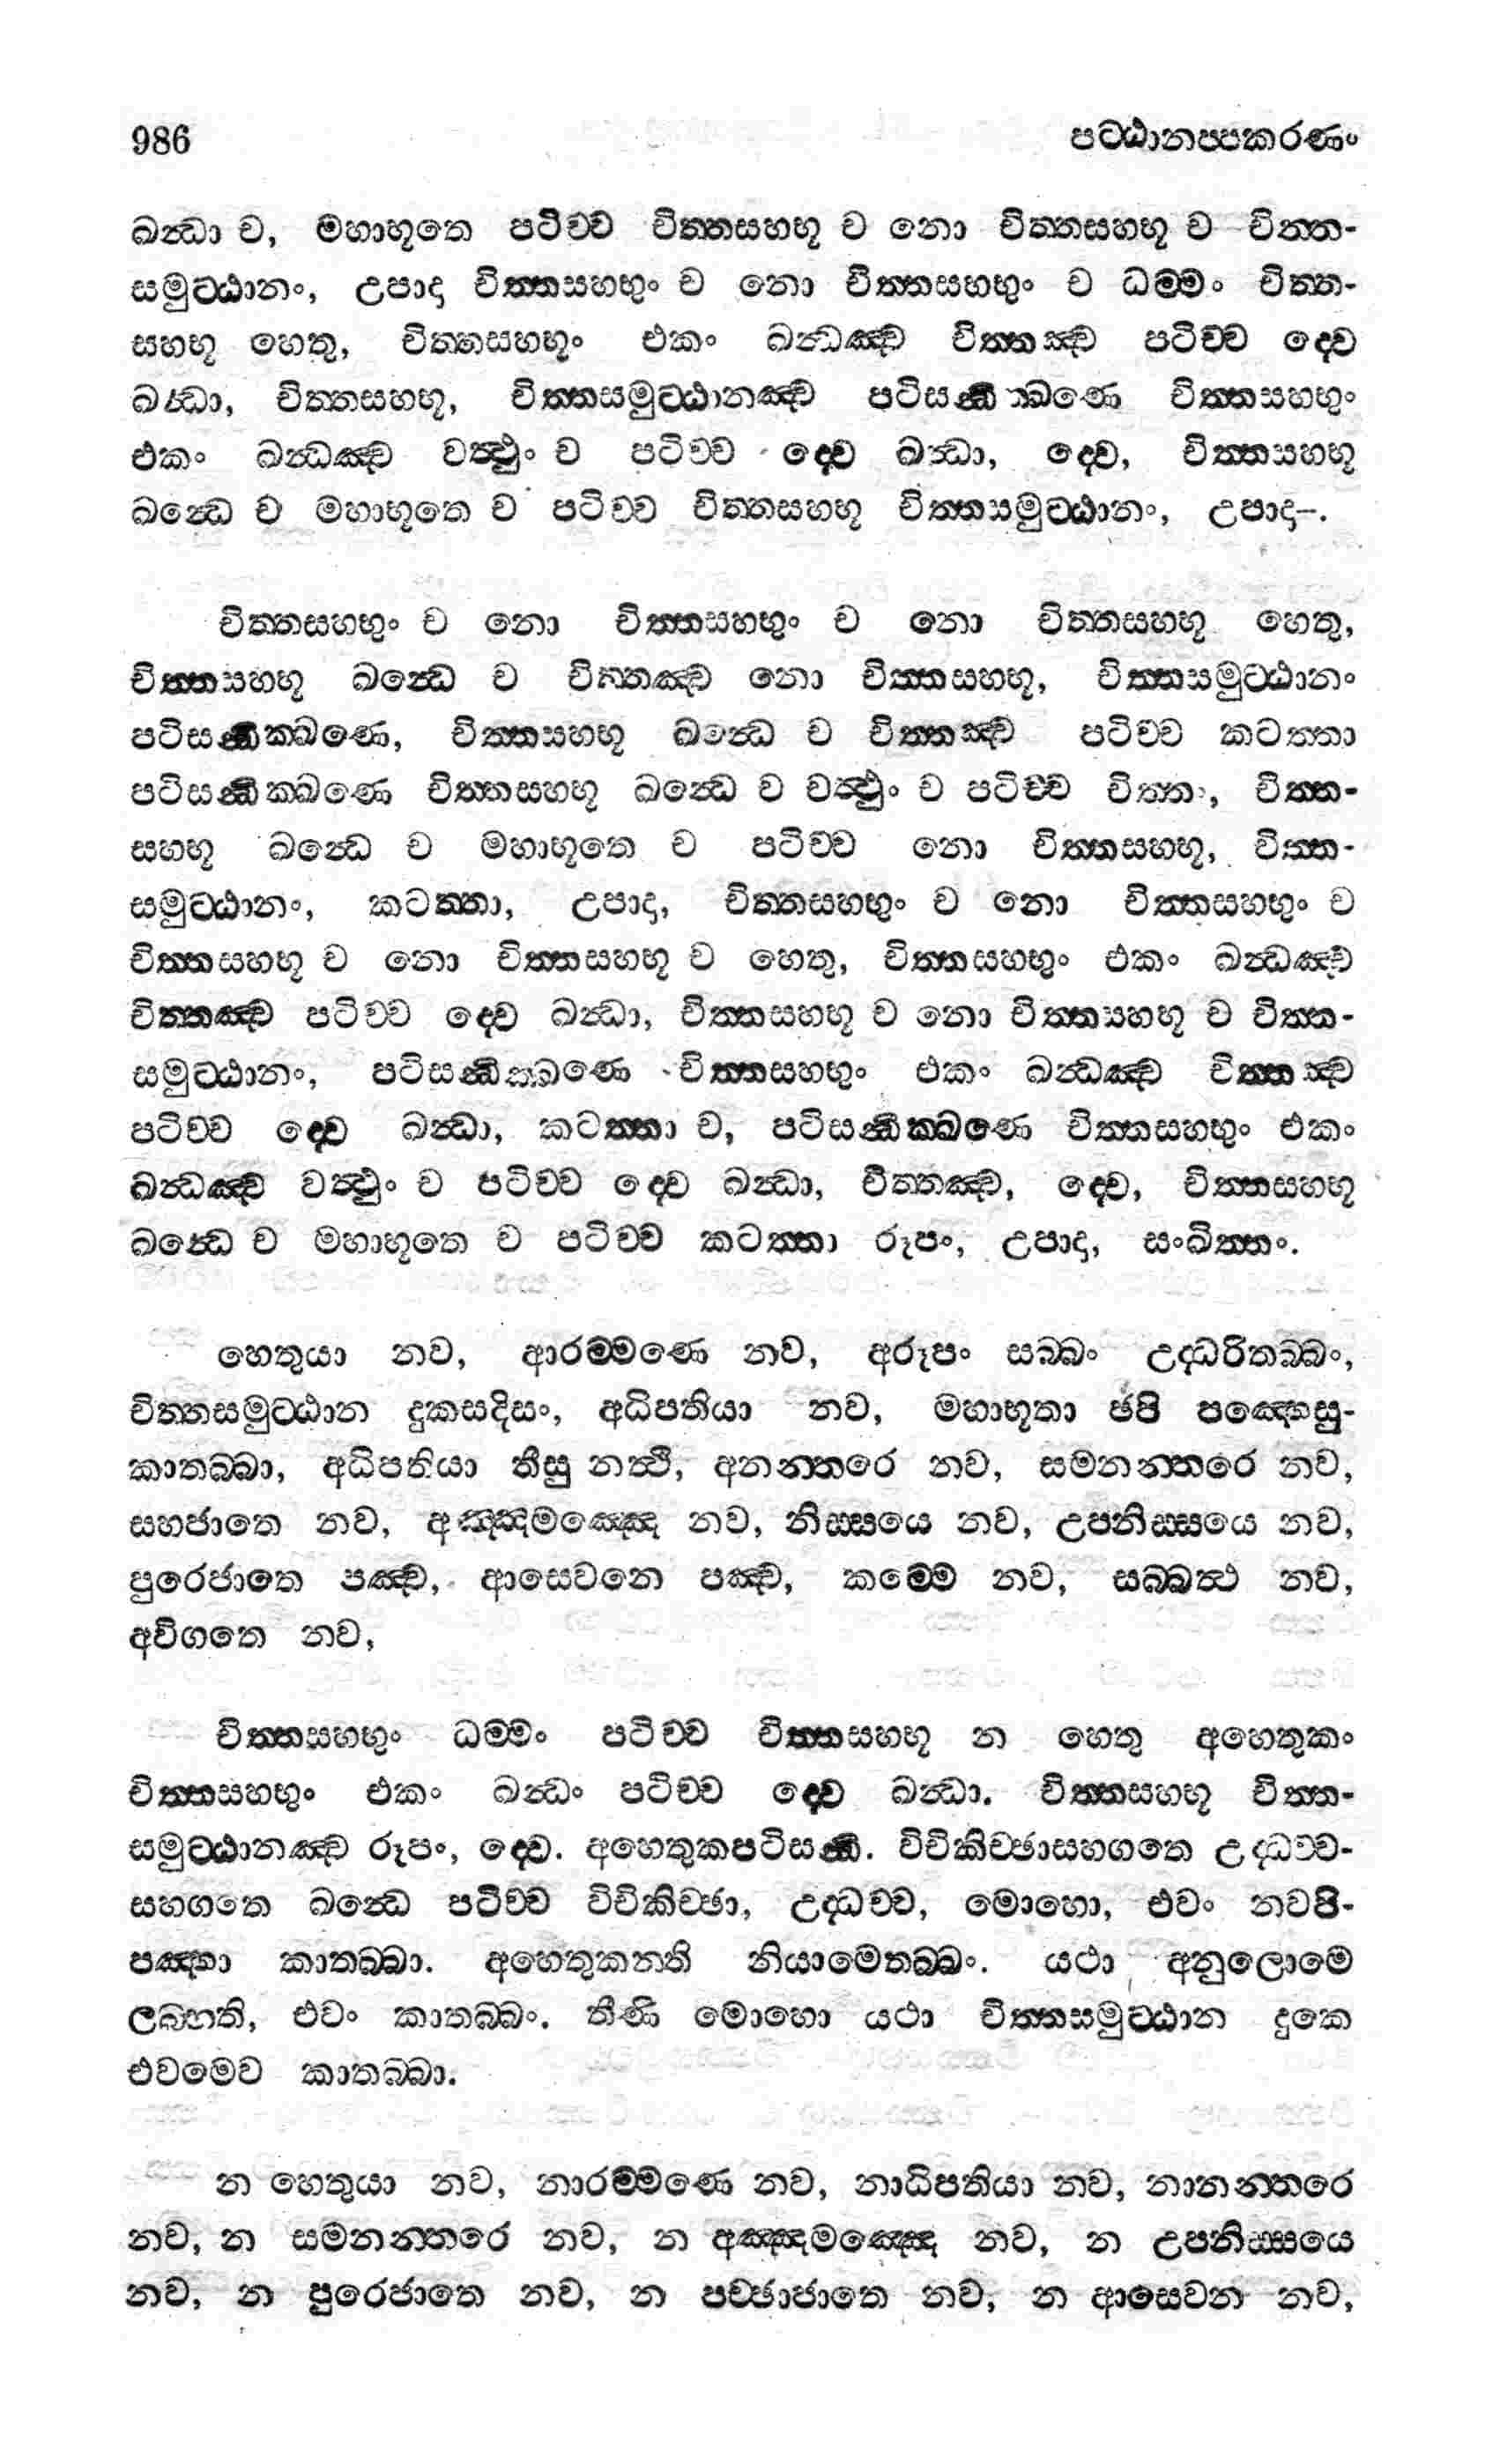 986 පට්ඨානප්පකරණං
ඛන්ධා ච, මහාභූතෙ පටිච්ච චිත්තසහභූ ච නො චිත්තසහභූ ච චිත්ත-
සමුට්ඨානං, උපාදා චිත්තසහභුං ච නො චිත්තසහභුං ච ධම්මං චිත්ත-
සහභූ හෙතු, චිත්තසහභූං එකං ඛන්ධඤ්ච චිත්තඤ්ච පටිච්ච ද්වෙ
ඛන්ධා, චිත්තසහභූ, චිත්තසමුට්ඨානඤ්ච පටිසන්ධික්ඛණෙ චිත්තසහභුං
එකං ඛන්ධඤ්ච වත්ථුං ච පටිච්ච ද්වෙ ඛන්ධා, ද්වෙ, චිත්තසහභූ
ඛන්ධෙ ච මහාභූතෙ ච පටිච්ච චිත්තසහභූ චිත්තසමුට්ඨානං, උපාදා–.
චිත්තසහභුං ච නො චිත්තසහභුං ච නො චිත්තසහභූ හෙතු,
චිත්තසහභූ ඛන්ධෙ ච චිත්තඤ්ච නො චිත්තසහභූ, චිත්තසමුට්ඨානං
පටිසන්ධික්ඛණෙ, චිත්තසහභූ ඛන්ධෙ ච චිත්තඤ්ච පටිච්ච කටත්තා
පටිසන්ධික්ඛණෙ චිත්තසහභූ ඛන්ධෙ ච වත්ථුං ච පටිච්ච චිත්තං, චිත්ත-
සහභූ ඛන්ධෙ ච මහාභූතෙ ච පටිච්ච නො චිත්තසහභූ, චිත්ත-
සමුට්ඨානං, කටත්තා, උපාදා, චිත්තසහභුං ච නො චිත්තසහභුං ච
චිත්තසහභූ ච නො චිත්තසහභූ ච හෙතු, චිත්තසහභුං එකං ඛන්ධඤ්ච
චිත්තඤ්ච පටිච්ච ද්වෙ ඛන්ධා, චිත්තසහභූ ච නො චිත්තසහභූ ච චිත්ත-
සමුට්ඨානං, පටිසන්ධික්ඛණෙ චිත්තසහභුං එකං ඛන්ධඤ්ච චිත්තඤ්ච
පටිච්ච ද්වෙ ඛන්ධා, කටත්තා ච, පටිසන්ධික්ඛණෙ චිත්තසහභුං එකං
ඛන්ධඤ්ච වත්ථුං ච පටිච්ච ද්වෙ ඛන්ධා, චිත්තඤ්ච, ද්වෙ, චිත්තසහභූ
ඛන්ධෙ ච මහාභූතෙ ච පටිච්ච කටත්තා රූපං, උපාදා, සංඛිත්තං.
හෙතුයා නව, ආරම්මණෙ නව, අරූපං සබ්බං උද්ධරිතබ්බං,
චිත්තසමුට්ඨාන දුකසදිසං, අධිපතියා නව, මහාභූතා ඡපි පඤ්හෙසු-
කාතබ්බා, අධිපතියා තීසු නත්ථි, අනන්තරෙ නව, සමනන්තරෙ නව,
සහජාතෙ නව, අඤ්ඤමඤ්ඤෙ නව, නිස්සයෙ නව, උපනිස්සයෙ නව,
පුරෙජාතෙ පඤ්ච, ආසෙවනෙ පඤ්ච, කම්මෙ නව, සබ්බත්ථ නව,
අවිගතෙ නව,
චිත්තසහභුං ධම්මං පටිච්ච චිත්තසහභූ න හෙතු අහෙතුකං
චිත්තසහභුං එකං ඛන්ධං පටිච්ච ද්වෙ ඛන්ධා. චිත්තසහභූ චිත්ත-
සමුට්ඨානඤ්ච රූපං, ද්වෙ. අහෙතුකපටිසන්ධි. විචිකිච්ඡාසහගතෙ උද්ධච්ච-
සහගතෙ ඛන්ධෙ පටිච්ච විචිකිච්ඡා, උද්ධච්ච, මොහො, එවං නවපි-
පඤ්හා කාතබ්බා. අහෙතුකන්ති නියාමෙතබ්බං. යථා අනුලොමෙ
ලබ්භති, එවං කාතබ්බං. තීණි මොහො යථා චිත්තසමුට්ඨාන දුකෙ
එවමෙව කාතබ්බා.
න හෙතුයා නව, නාරම්මණෙ නව, නාධිපතියා නව, නානන්තරෙ
නව, න සමනන්තරෙ නව, න අඤ්ඤමඤ්ඤෙ නව, න උපනිස්සයෙ
නව, න පුරෙජාතෙ නව, න පච්ඡාජාතෙ නව, න ආසෙවන නව,